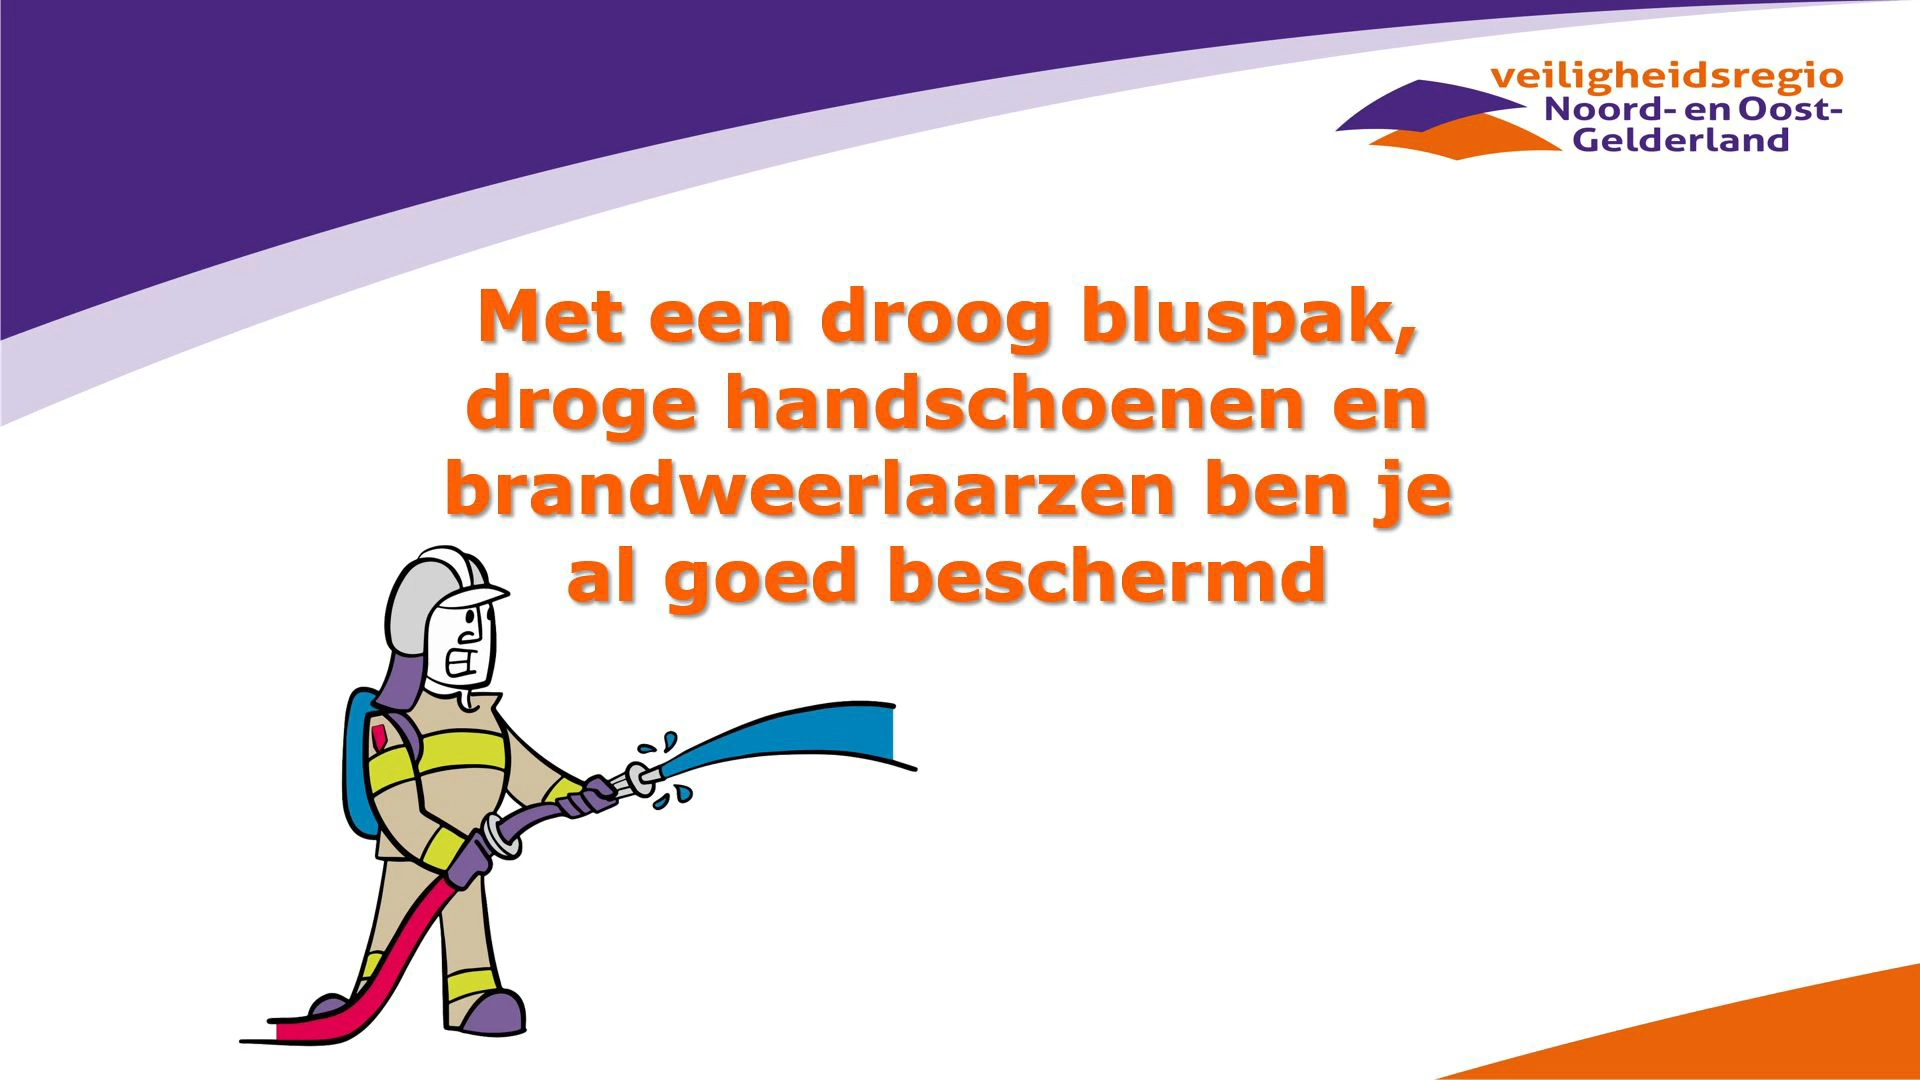 veiligheidsregio
Noord- en Oost-
Gelderland
Met een droog bluspak,
droge handschoenen en
brandweerlaarzen ben je
al goed beschermd